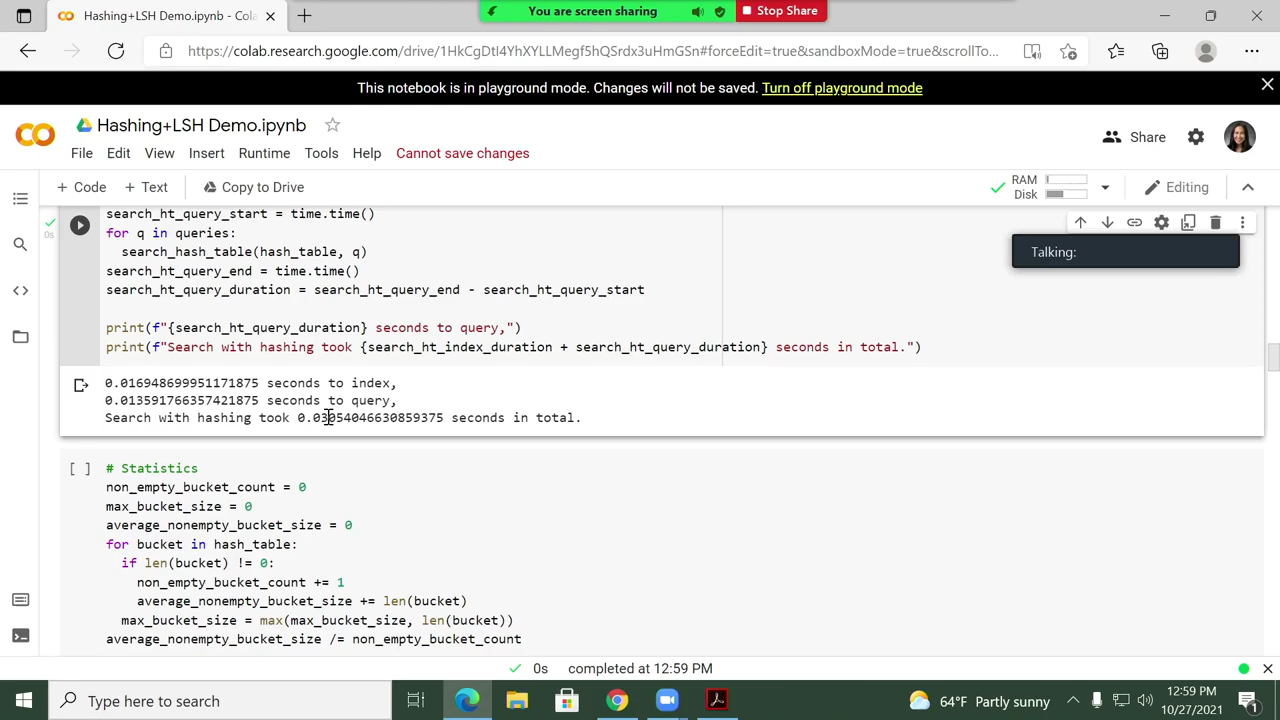 Hashing+LSH Demo.ipynb - Cola
You are screen sharing
Stop Share
https://colab.research.google.com/drive/1HkCgDtI4YhXYLLMegf5hQSrdx3uHmGSn#forceEdit=true&sandboxMode=true&scrollTo...
This notebook is in playground mode. Changes will not be saved. Turn off playground mode
Hashing+LSH Demo.ipynb
Share
File Edit View Insert Runtime Tools Help Cannot save changes
+ Code + Text Copy to Drive
RAM
Disk
Editing
search_ht_query_start = time.time()
0s
for q in queries:
search_hash_table(hash_table, q)
Talking:
search_ht_query_end = time.time()
search_ht_query_duration = search_ht_query_end - search_ht_query_start
print(f"{search_ht_query_duration} seconds to query,")
print(f"Search with hashing took {search_ht_index_duration + search_ht_query_duration} seconds in total.")
0.016948699951171875 seconds to index,
0.013591766357421875 seconds to query,
Search with hashing took 0.03054046630859375 seconds in total.
[ ] # Statistics
non_empty_bucket_count = 0
max_bucket_size = 0
average_nonempty_bucket_size = 0
for bucket in hash_table:
if len(bucket) != 0:
non_empty_bucket_count += 1
average_nonempty_bucket_size += len(bucket)
max_bucket_size = max(max_bucket_size, len(bucket))
average_nonempty_bucket_size /= non_empty_bucket_count
0s completed at 12:59 PM
Type here to search
64°F Partly sunny
12:59 PM
10/27/2021
1